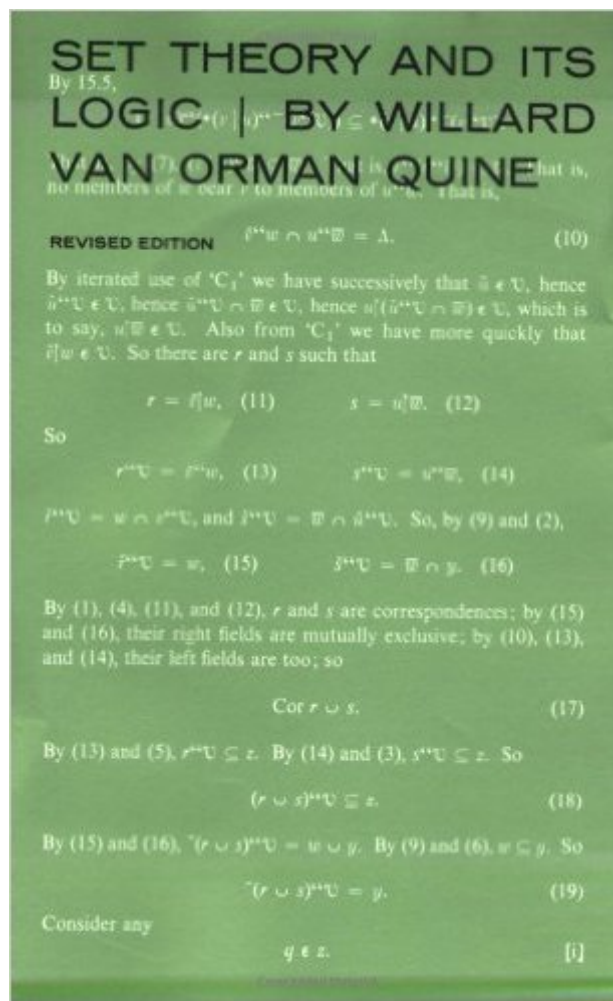 SET THEORY AND ITS
By 15.5,
LOGIC | BY WILLARD
VAN ORMAN QUINE
That is,
no members of w bear to members of That is,
REVISED EDITION
∩ = Λ. (10)
By iterated use of ‘C₁’ we have successively that ŭ ϵ 𝒰, hence
ŭ“𝒰 ϵ 𝒰, hence ŭ“𝒰 ∩ w̅ ϵ 𝒰, hence u↾(ŭ“𝒰 ∩ w̅) ϵ 𝒰, which is
to say, u↾w̅ ϵ 𝒰. Also from ‘C₁’ we have more quickly that
w ϵ 𝒰. So there are r and s such that
r = w, (11) s = u↾w̅. (12)
So
r“𝒰 = w, (13) s“𝒰 = u“w̅, (14)
= w ∩ and = w̅ ∩ ŭ“𝒰. So, by (9) and (2),
r̆“𝒰 = w, (15) s̆“𝒰 = w̅ ∩ y. (16)
By (1), (4), (11), and (12), r and s are correspondences; by (15)
and (16), their right fields are mutually exclusive; by (10), (13),
and (14), their left fields are too; so
Cor r ∪ s. (17)
By (13) and (5), r“𝒰 ⊆ z. By (14) and (3), s“𝒰 ⊆ z. So
(r ∪ s)“𝒰 ⊆ z. (18)
By (15) and (16), ˘(r ∪ s)“𝒰 = w ∪ y. By (9) and (6), w ⊆ y. So
˘(r ∪ s)“𝒰 = y. (19)
Consider any
q ϵ z. [i]